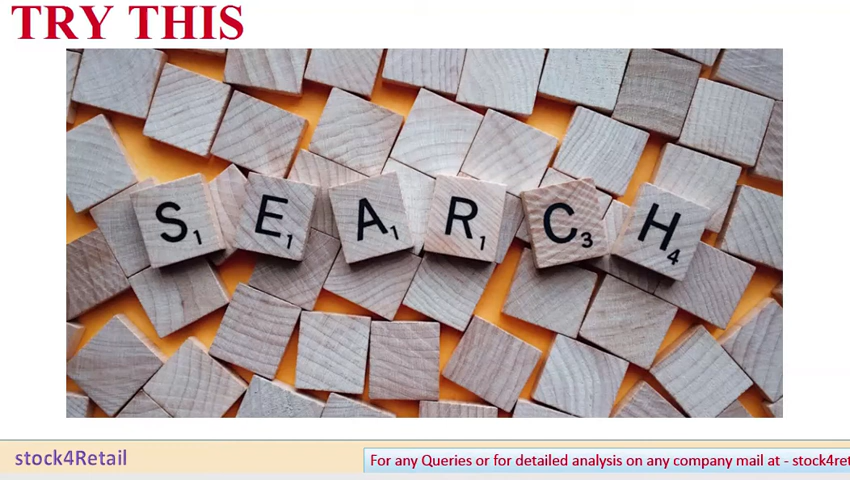 TRY THIS
S1 E1 A1 R1 C3 H4
stock4Retail
For any Queries or for detailed analysis on any company mail at - stock4ret